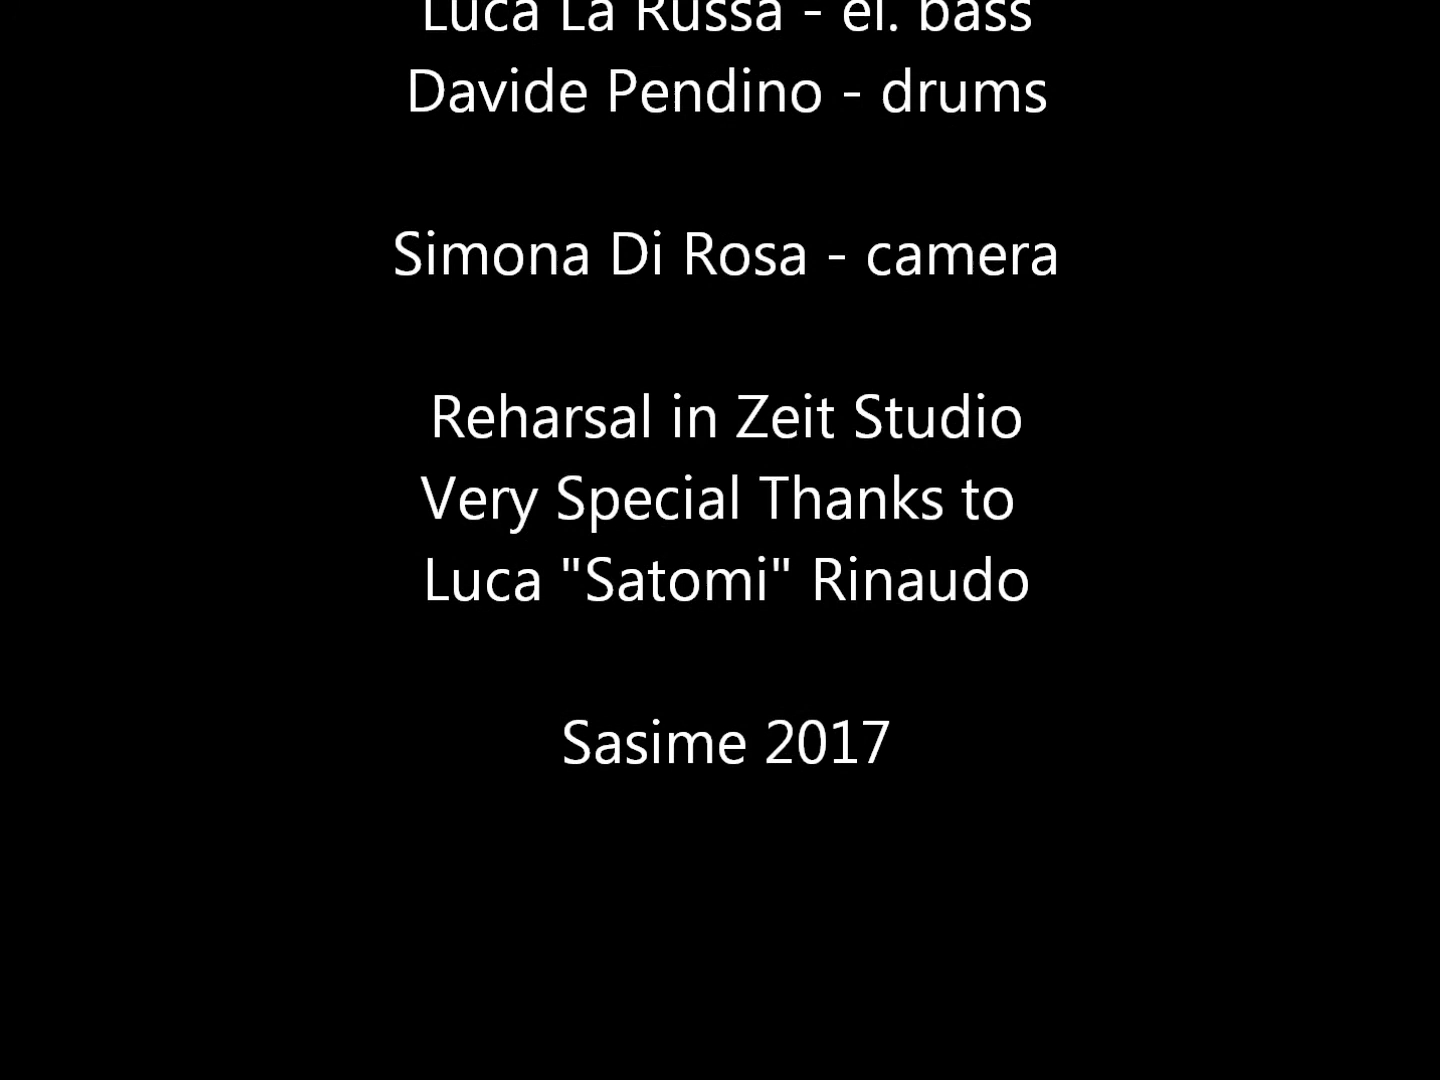 Luca La Russa - el. bass
Davide Pendino - drums
Simona Di Rosa - camera
Reharsal in Zeit Studio
Very Special Thanks to
Luca "Satomi" Rinaudo
Sasime 2017